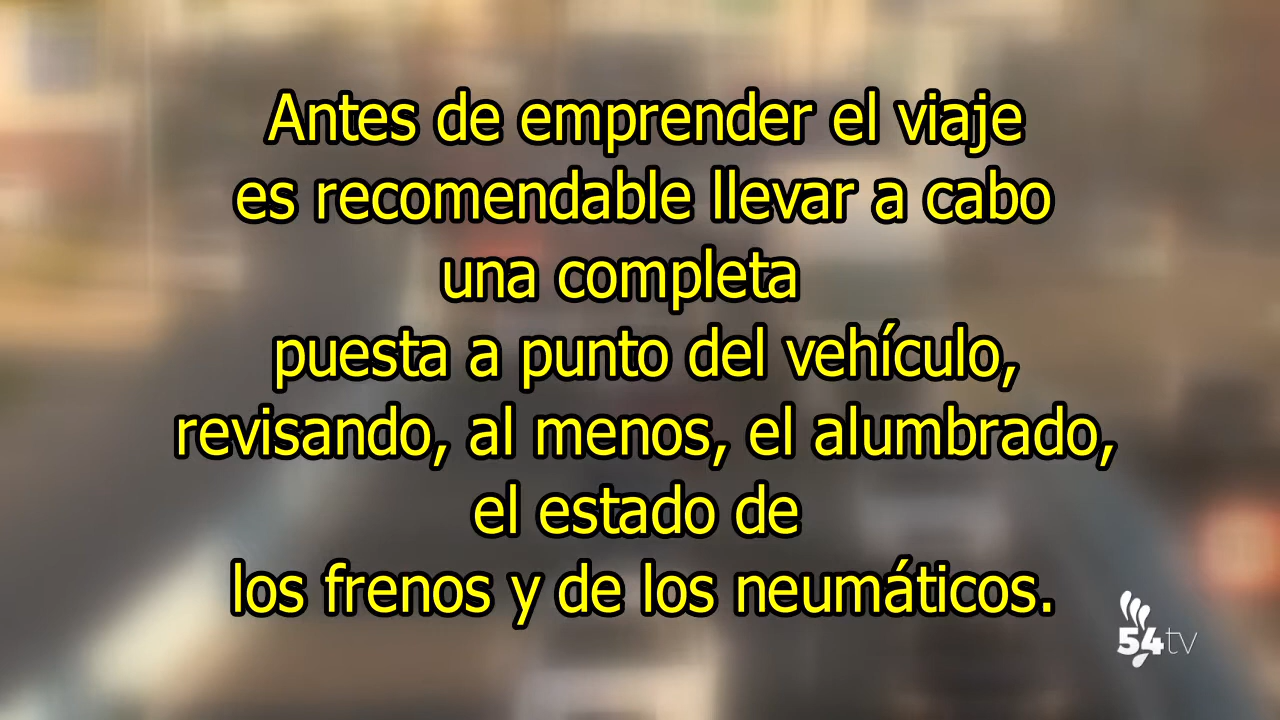 Antes de emprender el viaje
es recomendable llevar a cabo
una completa
puesta a punto del vehículo,
revisando, al menos, el alumbrado,
el estado de
los frenos y de los neumáticos.
54tv